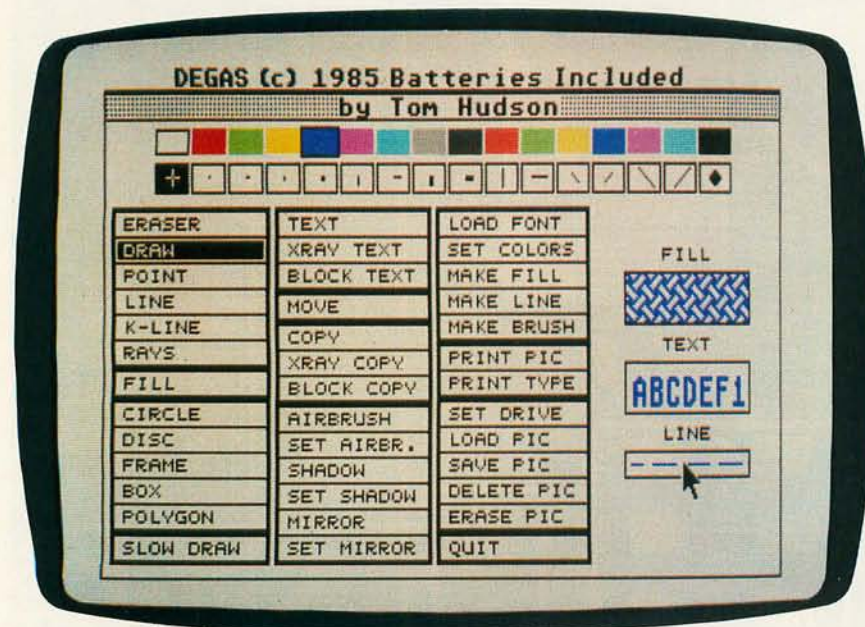 DEGAS (c) 1985 Batteries Included
by Tom Hudson
ERASER
DRAW
POINT
LINE
K-LINE
RAYS
FILL
CIRCLE
DISC
FRAME
BOX
POLYGON
SLOW DRAW
TEXT
XRAY TEXT
BLOCK TEXT
MOVE
COPY
XRAY COPY
BLOCK COPY
AIRBRUSH
SET AIRBR.
SHADOW
SET SHADOW
MIRROR
SET MIRROR
LOAD FONT
SET COLORS
MAKE FILL
MAKE LINE
MAKE BRUSH
PRINT PIC
PRINT TYPE
SET DRIVE
LOAD PIC
SAVE PIC
DELETE PIC
ERASE PIC
QUIT
FILL
TEXT
ABCDEF1
LINE